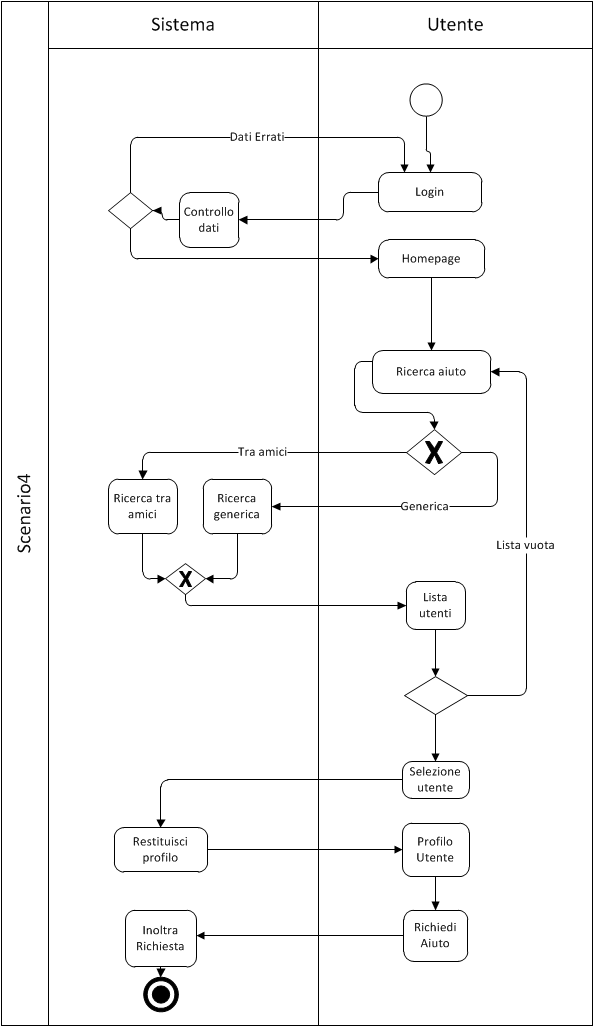 Sistema
Utente
Scenario4
Dati Errati
Login
Controllo
dati
Homepage
Ricerca aiuto
X
Tra amici
Ricerca tra
amici
Ricerca
generica
Generica
Lista vuota
X
Lista
utenti
Selezione
utente
Restituisci
profilo
Profilo
Utente
Inoltra
Richiesta
Richiedi
Aiuto